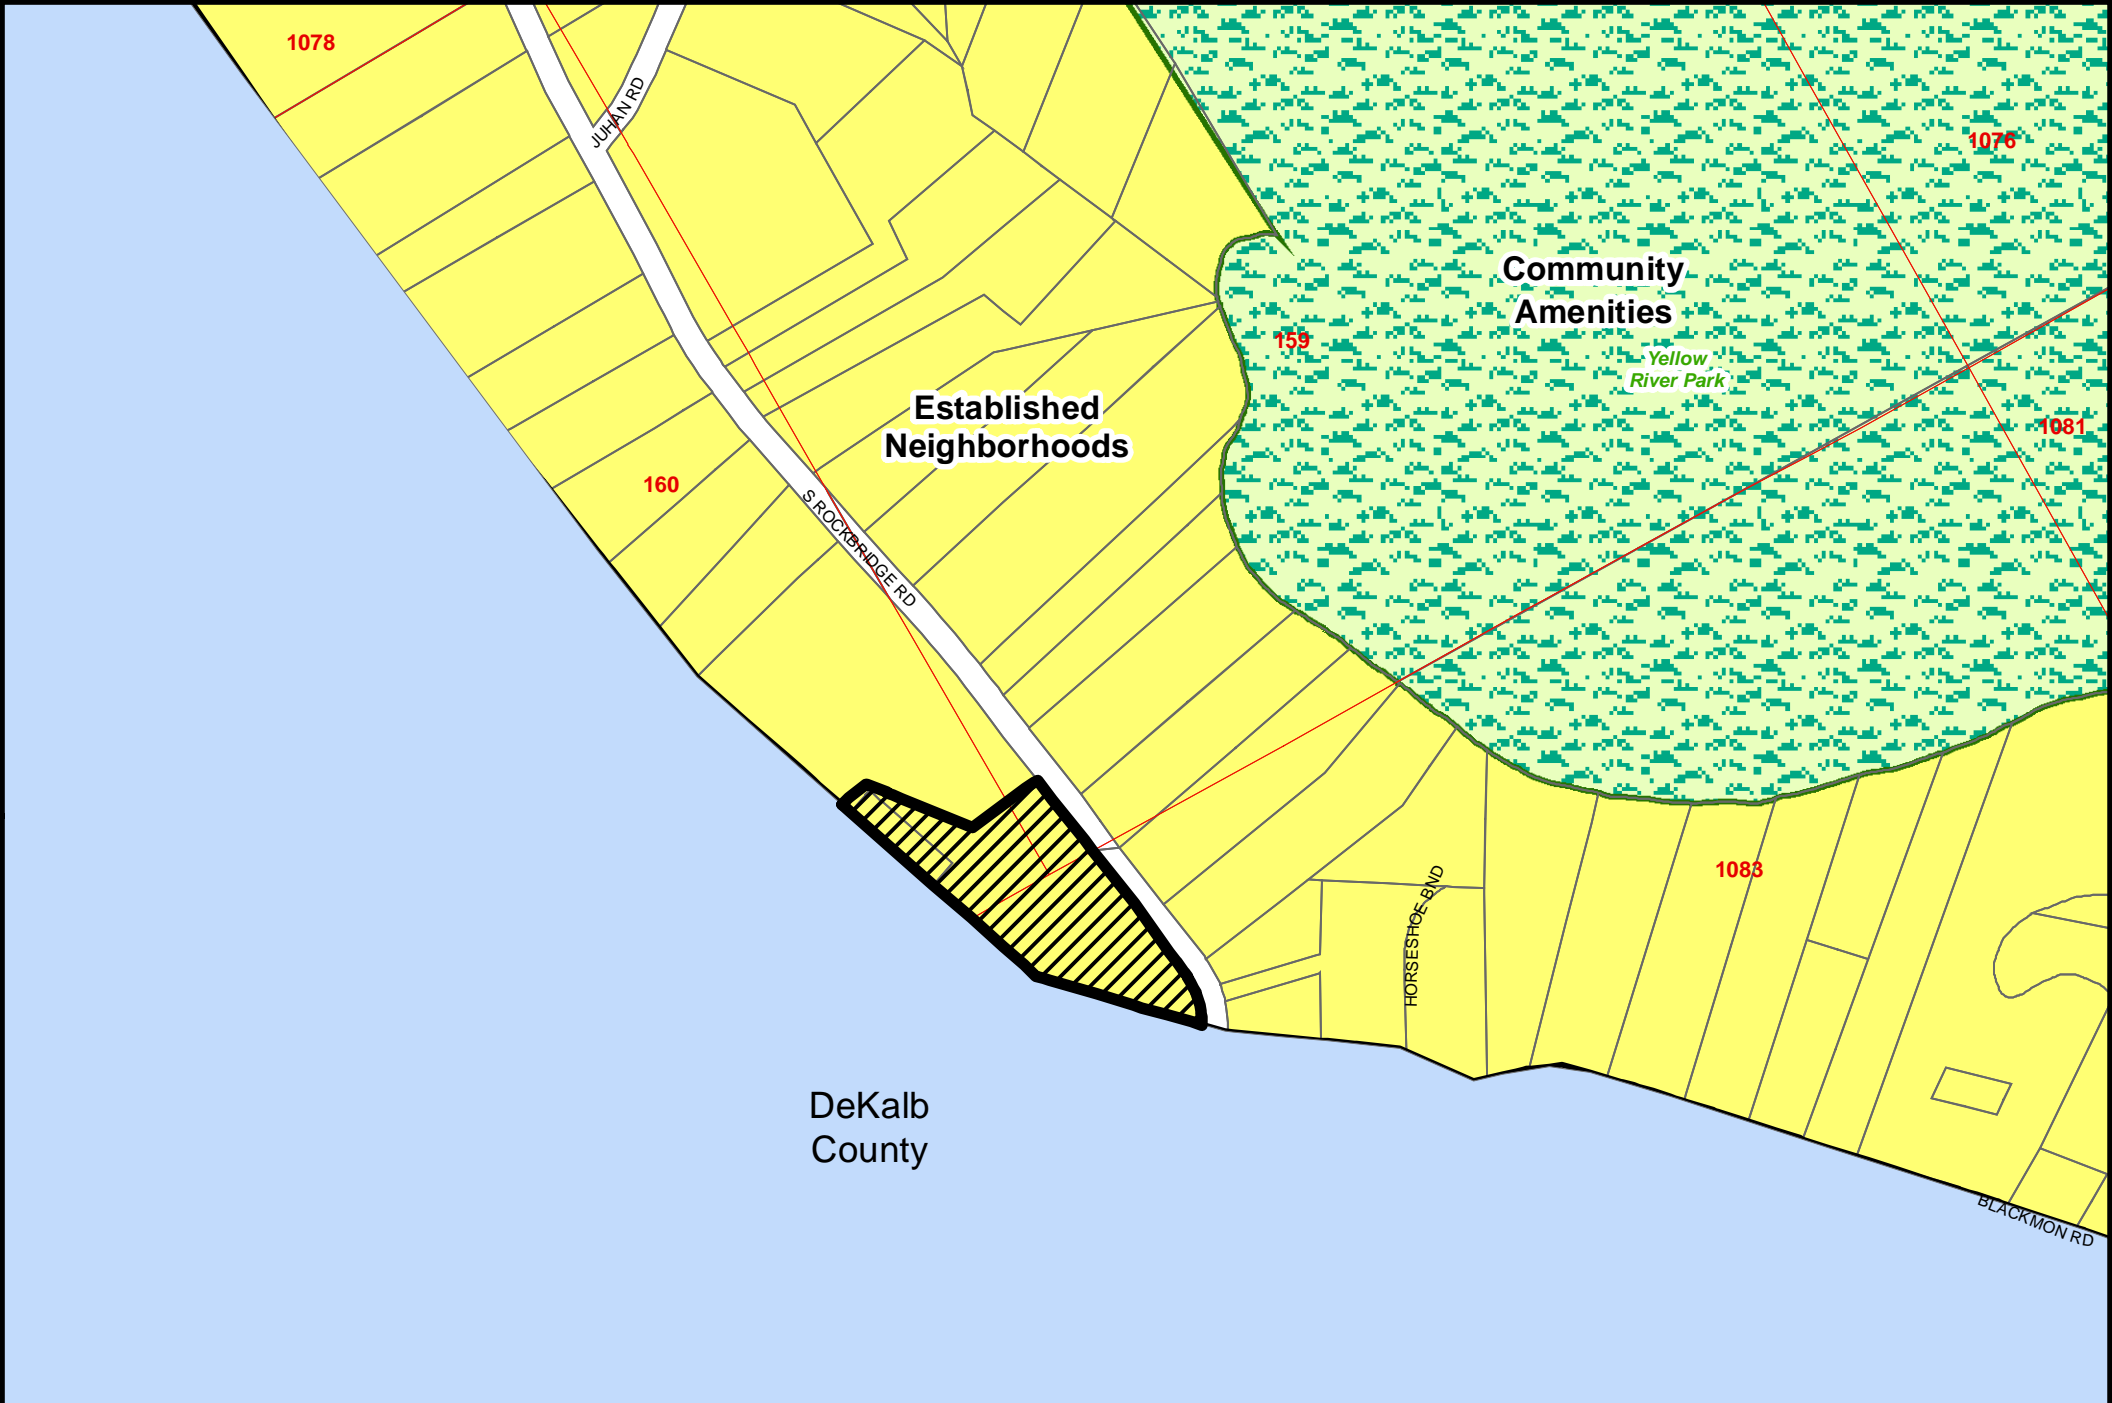 1078
JUHAN RD
1076
Community
Amenities
159
Yellow
River Park
Established
Neighborhoods
1081
160
S ROCKBRIDGE RD
1083
HORSESHOE BND
DeKalb
County
BLACKMON RD